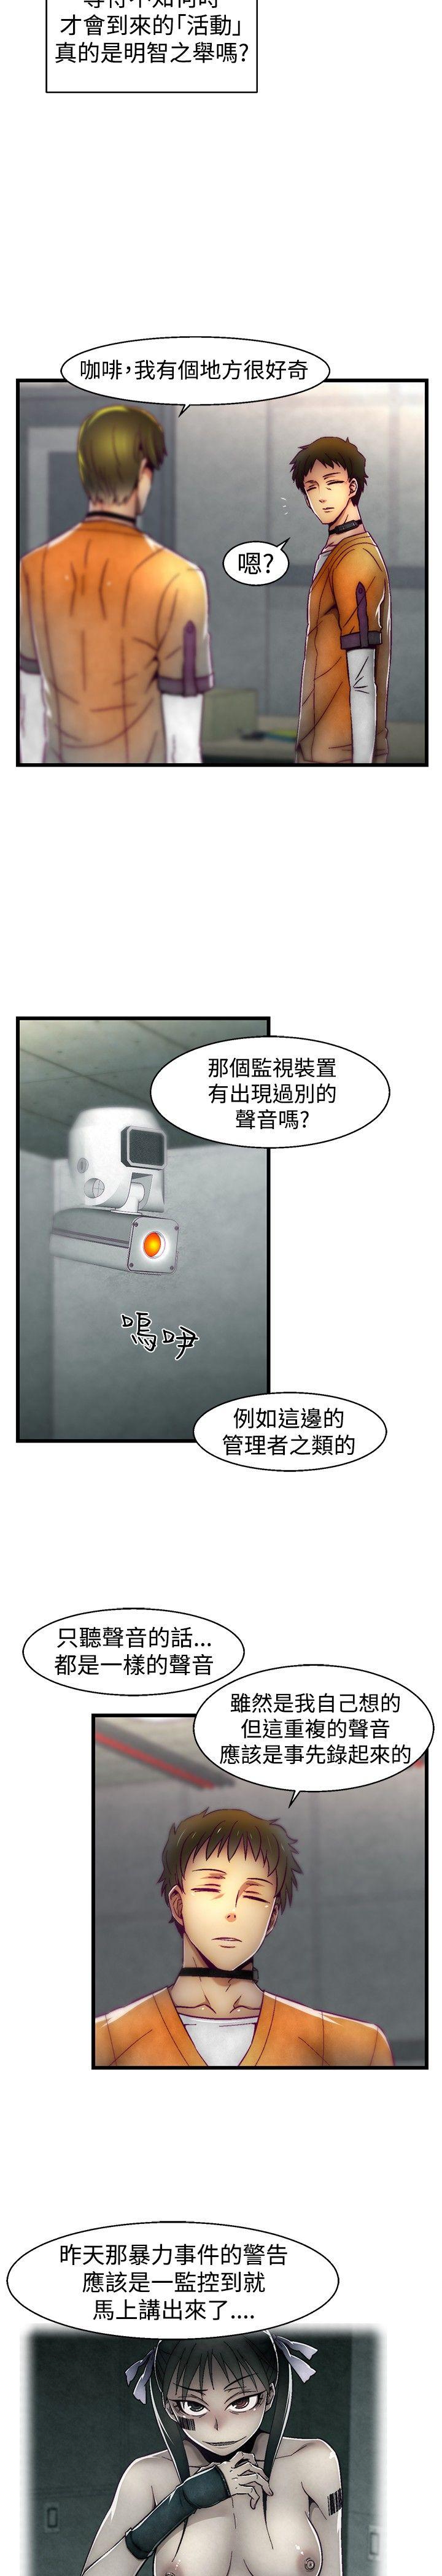 才會到來的「活動」
真的是明智之舉嗎?
咖啡,我有個地方很好奇
嗯?
那個監視裝置
有出現過別的
聲音嗎?
嗚咿
例如這邊的
管理者之類的
只聽聲音的話...
都是一樣的聲音
雖然是我自己想的
但這重複的聲音
應該是事先錄起來的
昨天那暴力事件的警告
應該是一監控到就
馬上講出來了....